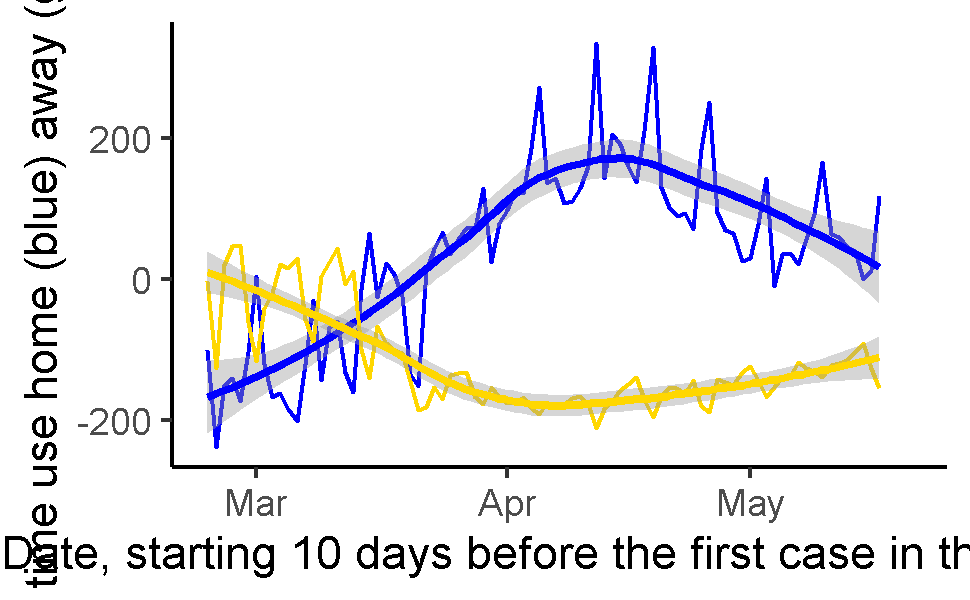 time use home (blue) away (
200
0
-200
Mar Apr May
Date, starting 10 days before the first case in th